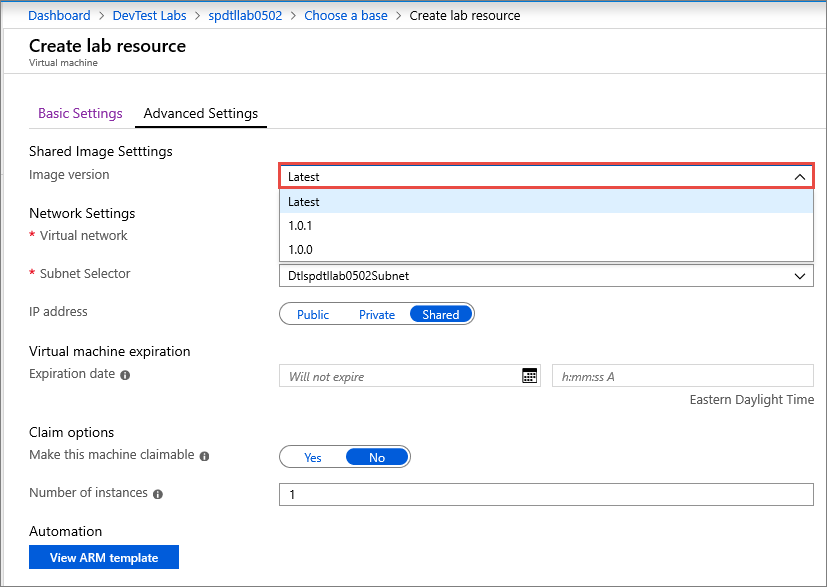 Dashboard > DevTest Labs > spdtllab0502 > Choose a base > Create lab resource
Create lab resource
Virtual machine
Basic Settings Advanced Settings
Shared Image Setttings
Image version Latest
Latest
1.0.1
1.0.0
Network Settings
* Virtual network
* Subnet Selector Dtlspdtllab0502Subnet
IP address Public Private Shared
Virtual machine expiration
Expiration date Will not expire h:mm:ss A
Eastern Daylight Time
Claim options
Make this machine claimable Yes No
Number of instances 1
Automation
View ARM template